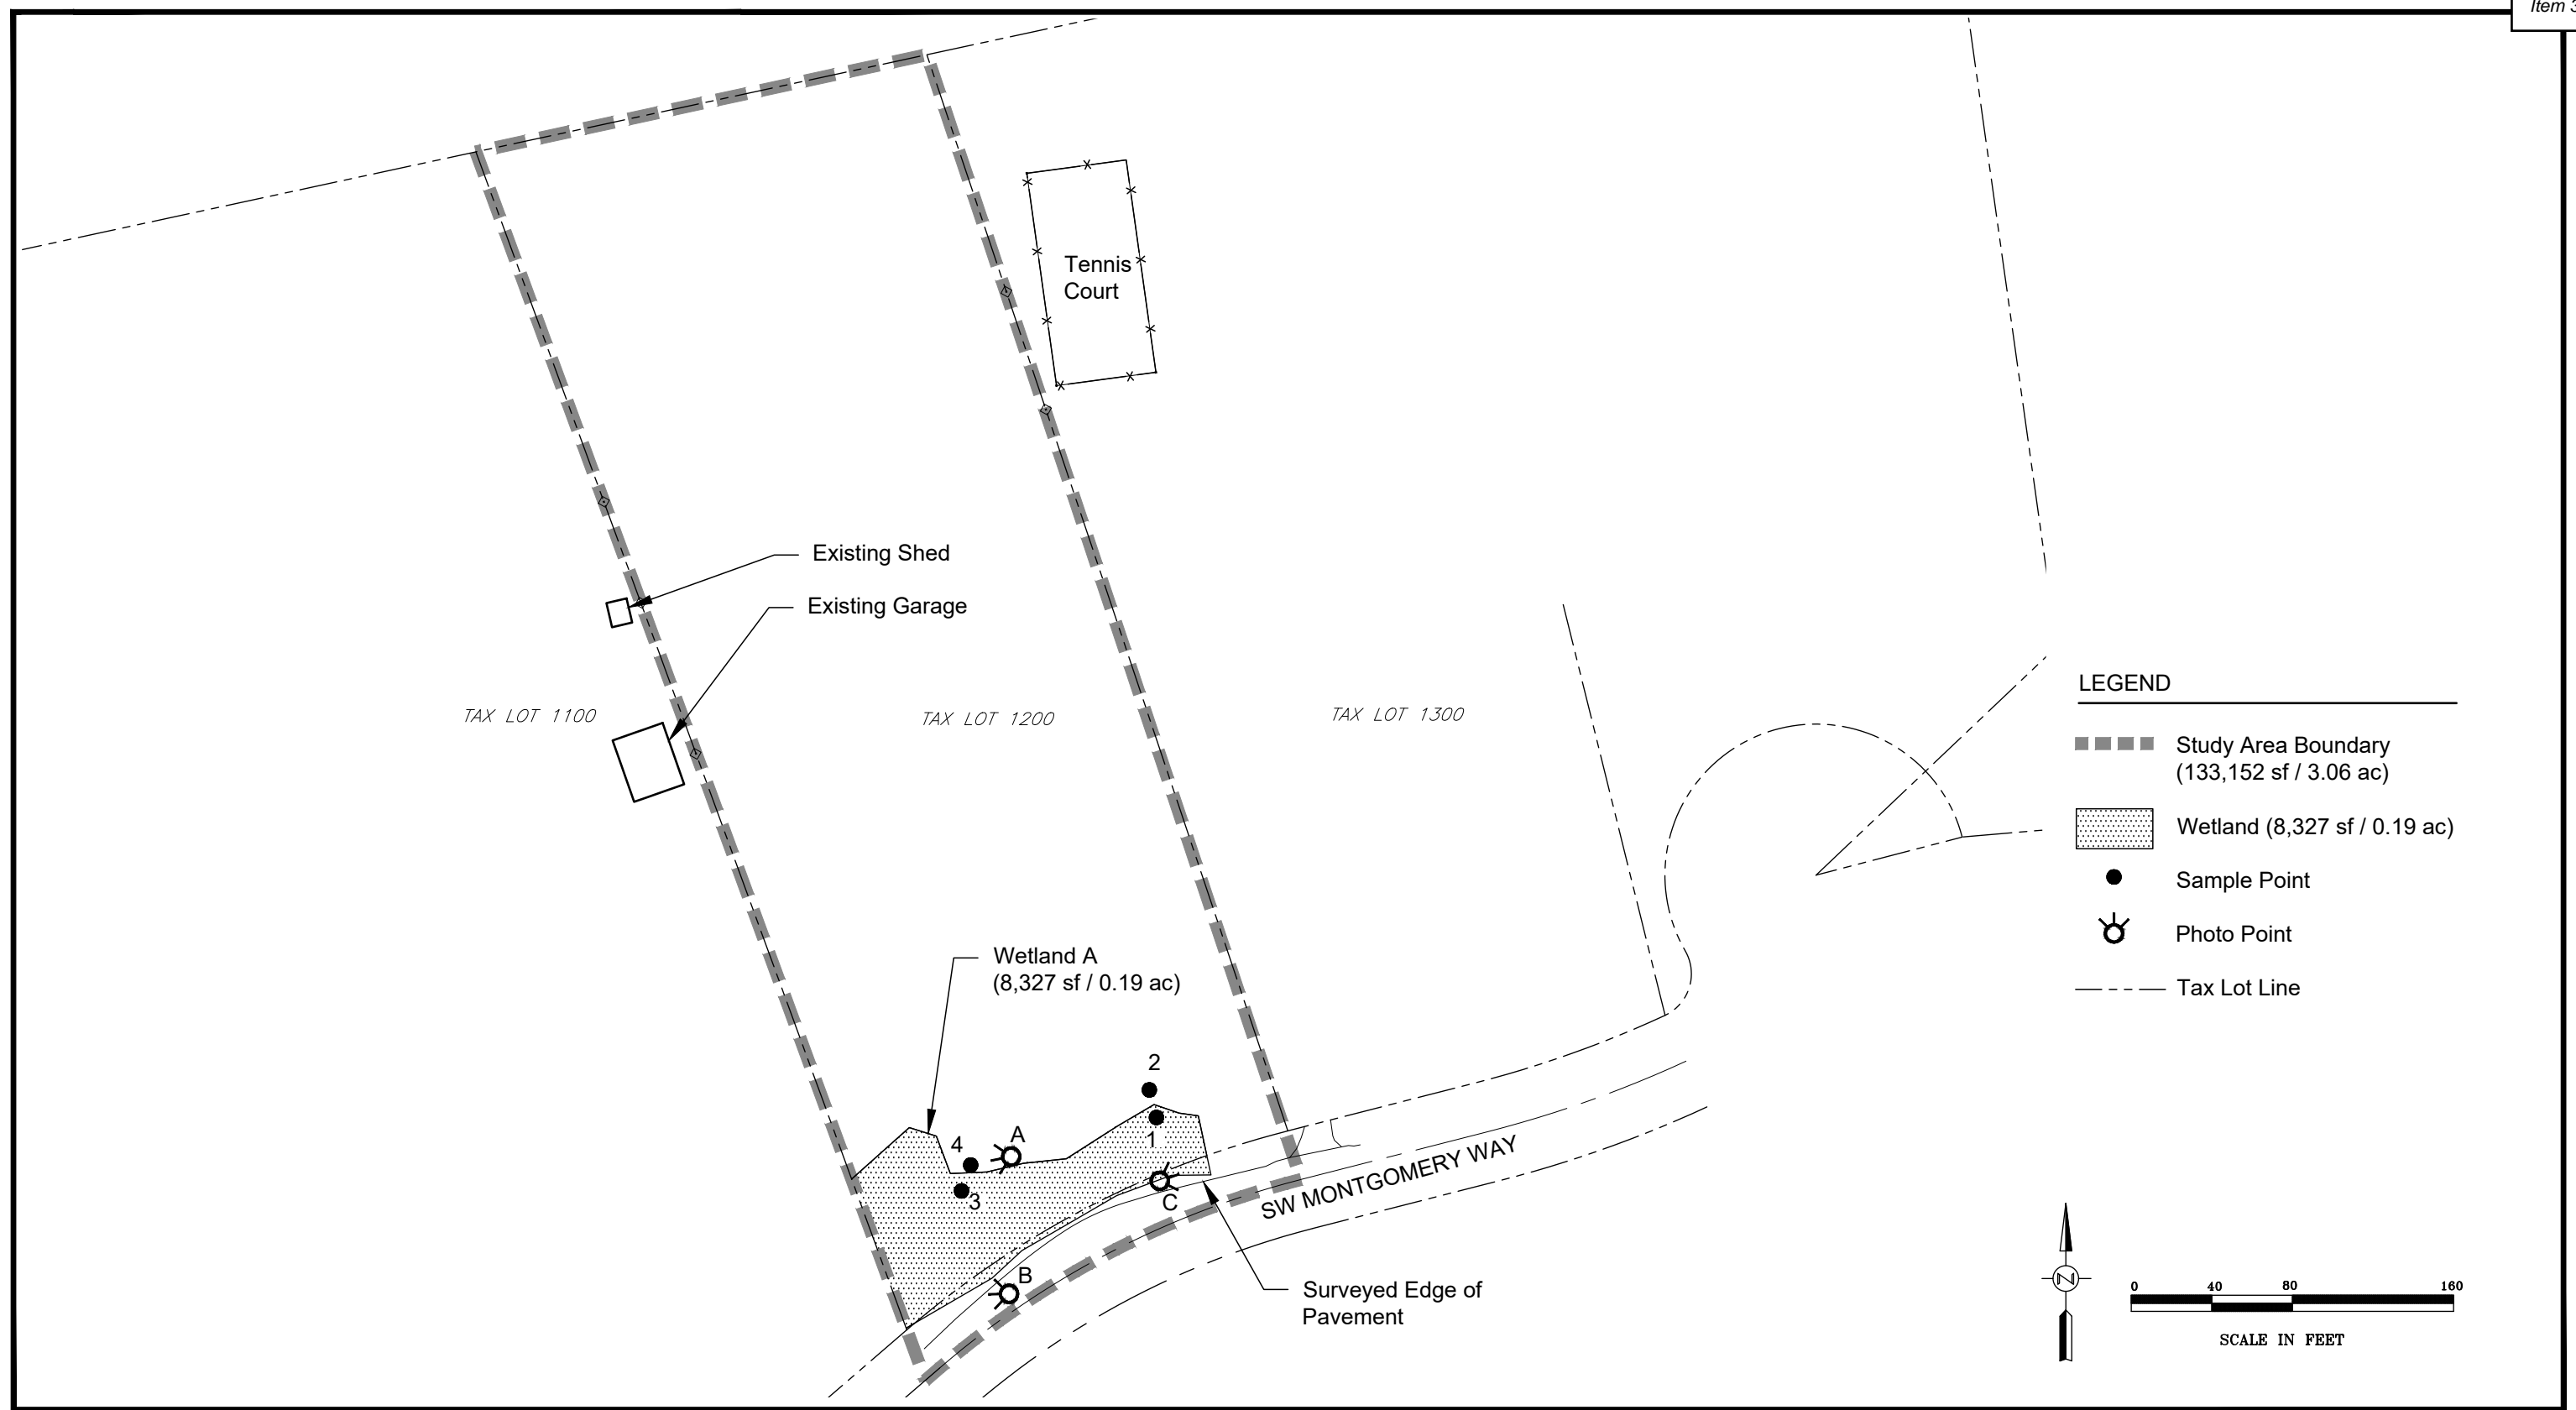 Item 3
Tennis
Court
Existing Shed
Existing Garage
TAX LOT 1100
TAX LOT 1200
TAX LOT 1300
LEGEND
Study Area Boundary
(133,152 sf / 3.06 ac)
Wetland (8,327 sf / 0.19 ac)
Sample Point
Photo Point
Tax Lot Line
Wetland A
(8,327 sf / 0.19 ac)
2
1
4
A
3
C
B
SW MONTGOMERY WAY
Surveyed Edge of
Pavement
N
0 40 80 160
SCALE IN FEET